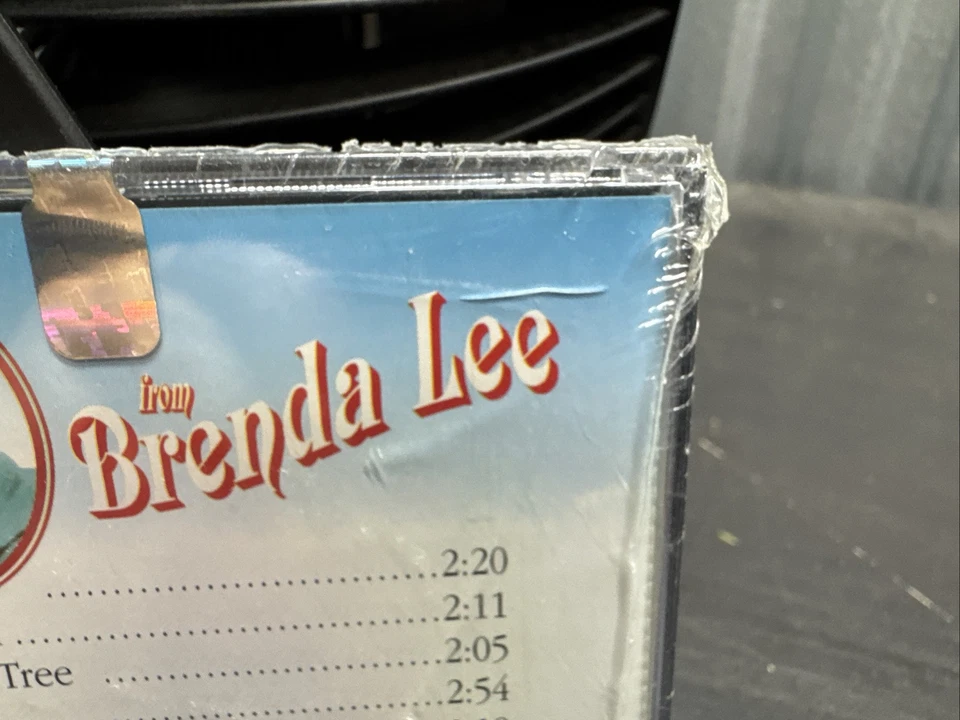 from
Brenda Lee
................................2:20
....................................2:11
Tree ............................2:05
............................2:54